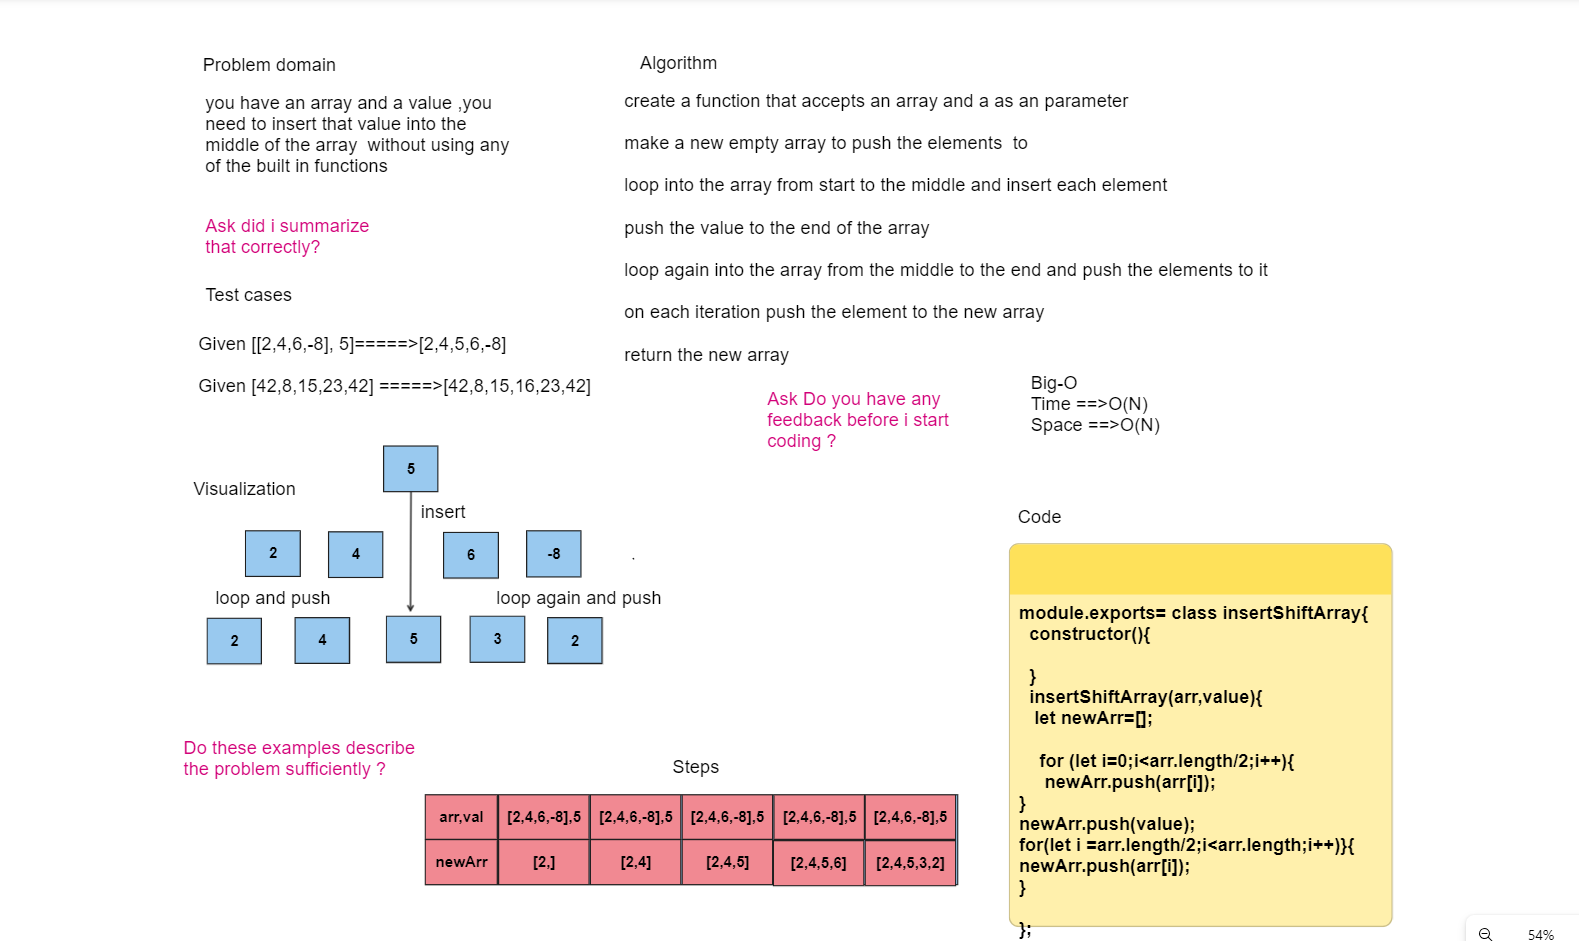 Problem domain
you have an array and a value ,you
need to insert that value into the
middle of the array  without using any
of the built in functions
Ask did i summarize
that correctly?
Test cases
Given [[2,4,6,-8], 5]=====>[2,4,5,6,-8]
Given [42,8,15,23,42] =====>[42,8,15,16,23,42]
Algorithm
create a function that accepts an array and a as an parameter
make a new empty array to push the elements  to
loop into the array from start to the middle and insert each element
push the value to the end of the array
loop again into the array from the middle to the end and push the elements to it
on each iteration push the element to the new array
return the new array
Ask Do you have any
feedback before i start
coding ?
Big-O
Time ==>O(N)
Space ==>O(N)
Visualization
5
insert
2 4 6 -8
loop and push loop again and push
2 4 5 3 2
Do these examples describe
the problem sufficiently ?
Steps
arr,val [2,4,6,-8],5 [2,4,6,-8],5 [2,4,6,-8],5 [2,4,6,-8],5 [2,4,6,-8],5
newArr [2,] [2,4] [2,4,5] [2,4,5,6] [2,4,5,3,2]
Code
module.exports= class insertShiftArray{
constructor(){
}
insertShiftArray(arr,value){
let newArr=[];
for (let i=0;i<arr.length/2;i++){
newArr.push(arr[i]);
}
newArr.push(value);
for(let i =arr.length/2;i<arr.length;i++)}{
newArr.push(arr[i]);
}
};
54%